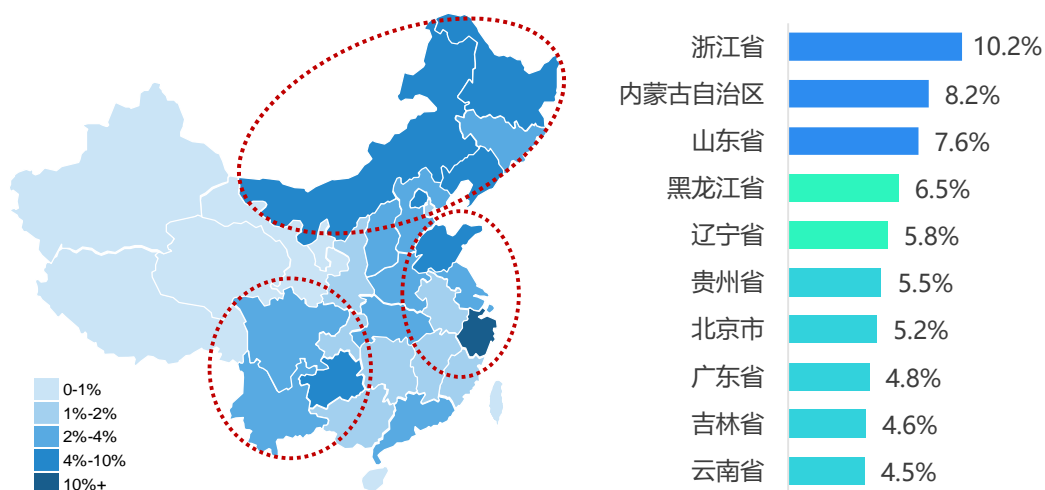 0-1%
1%-2%
2%-4%
4%-10%
10%+
浙江省 10.2%
内蒙古自治区 8.2%
山东省 7.6%
黑龙江省 6.5%
辽宁省 5.8%
贵州省 5.5%
北京市 5.2%
广东省 4.8%
吉林省 4.6%
云南省 4.5%